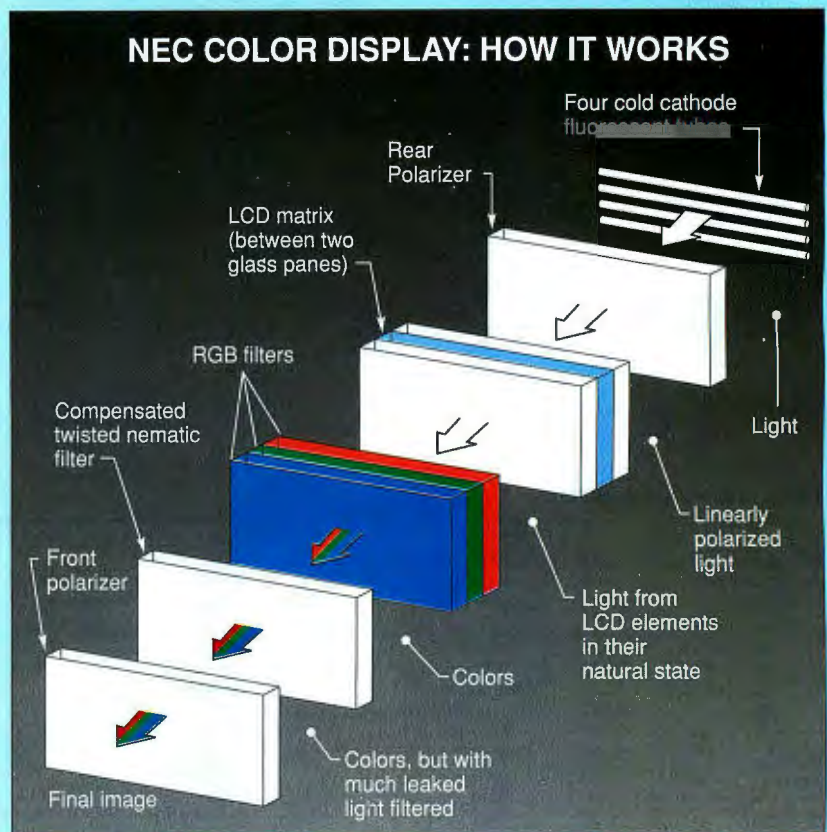 NEC COLOR DISPLAY: HOW IT WORKS
Four cold cathode
fluorescent tubes
Rear
Polarizer
LCD matrix
(between two
glass panes)
RGB filters
Compensated
twisted nematic
filter
Front
polarizer
Light
Linearly
polarized
light
Light from
LCD elements
in their
natural state
Colors
Colors, but with
much leaked
light filtered
Final image